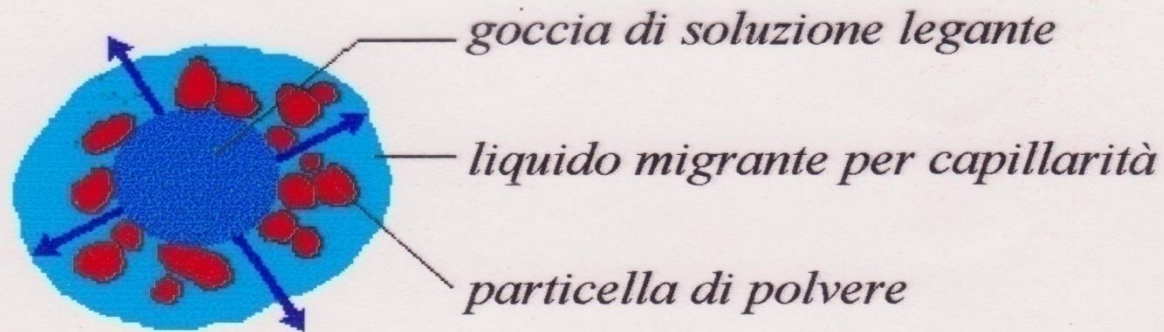 goccia di soluzione legante
liquido migrante per capillarità
particella di polvere